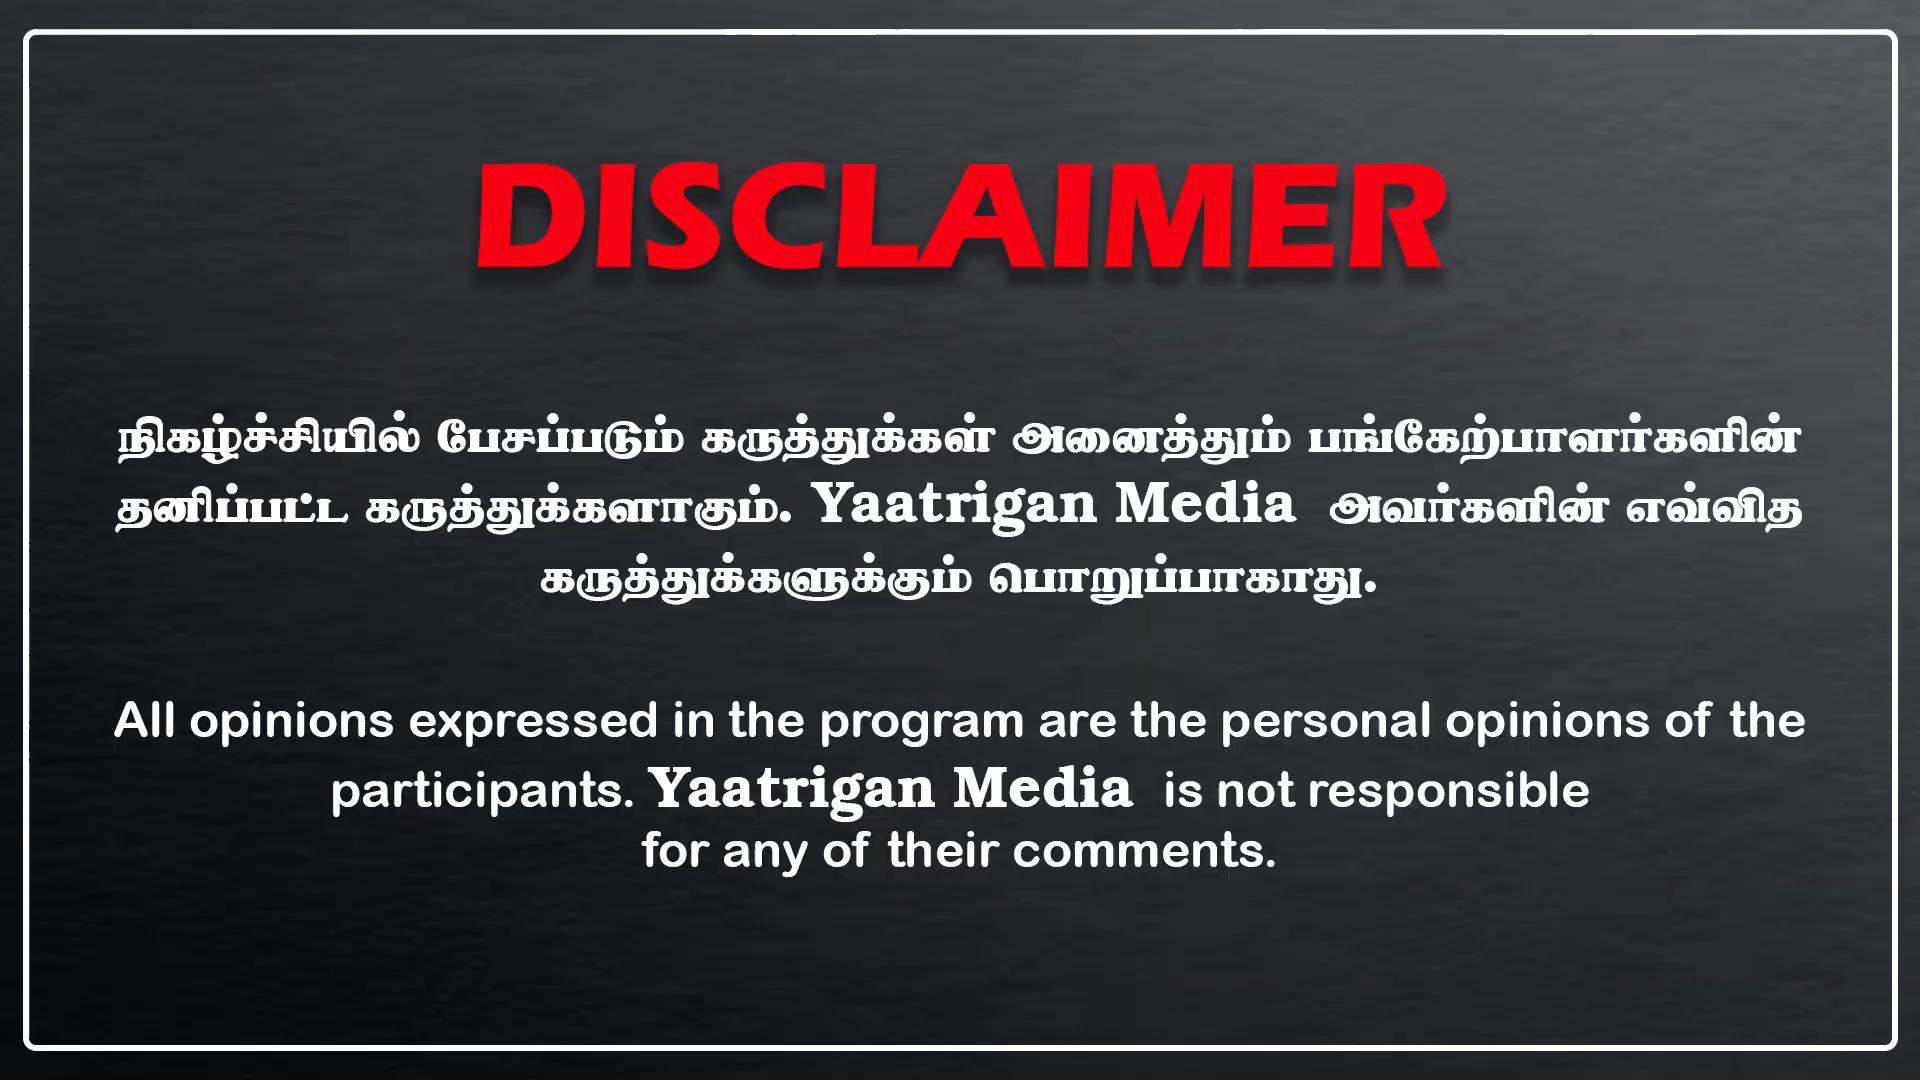 DISCLAIMER
நிகழ்ச்சியில் பேசப்படும் கருத்துக்கள் அனைத்தும் பங்கேற்பாளர்களின்
தனிப்பட்ட கருத்துக்களாகும். Yaatrigan Media அவர்களின் எவ்வித
கருத்துக்களுக்கும் பொறுப்பாகாது.
All opinions expressed in the program are the personal opinions of the
participants. Yaatrigan Media is not responsible
for any of their comments.